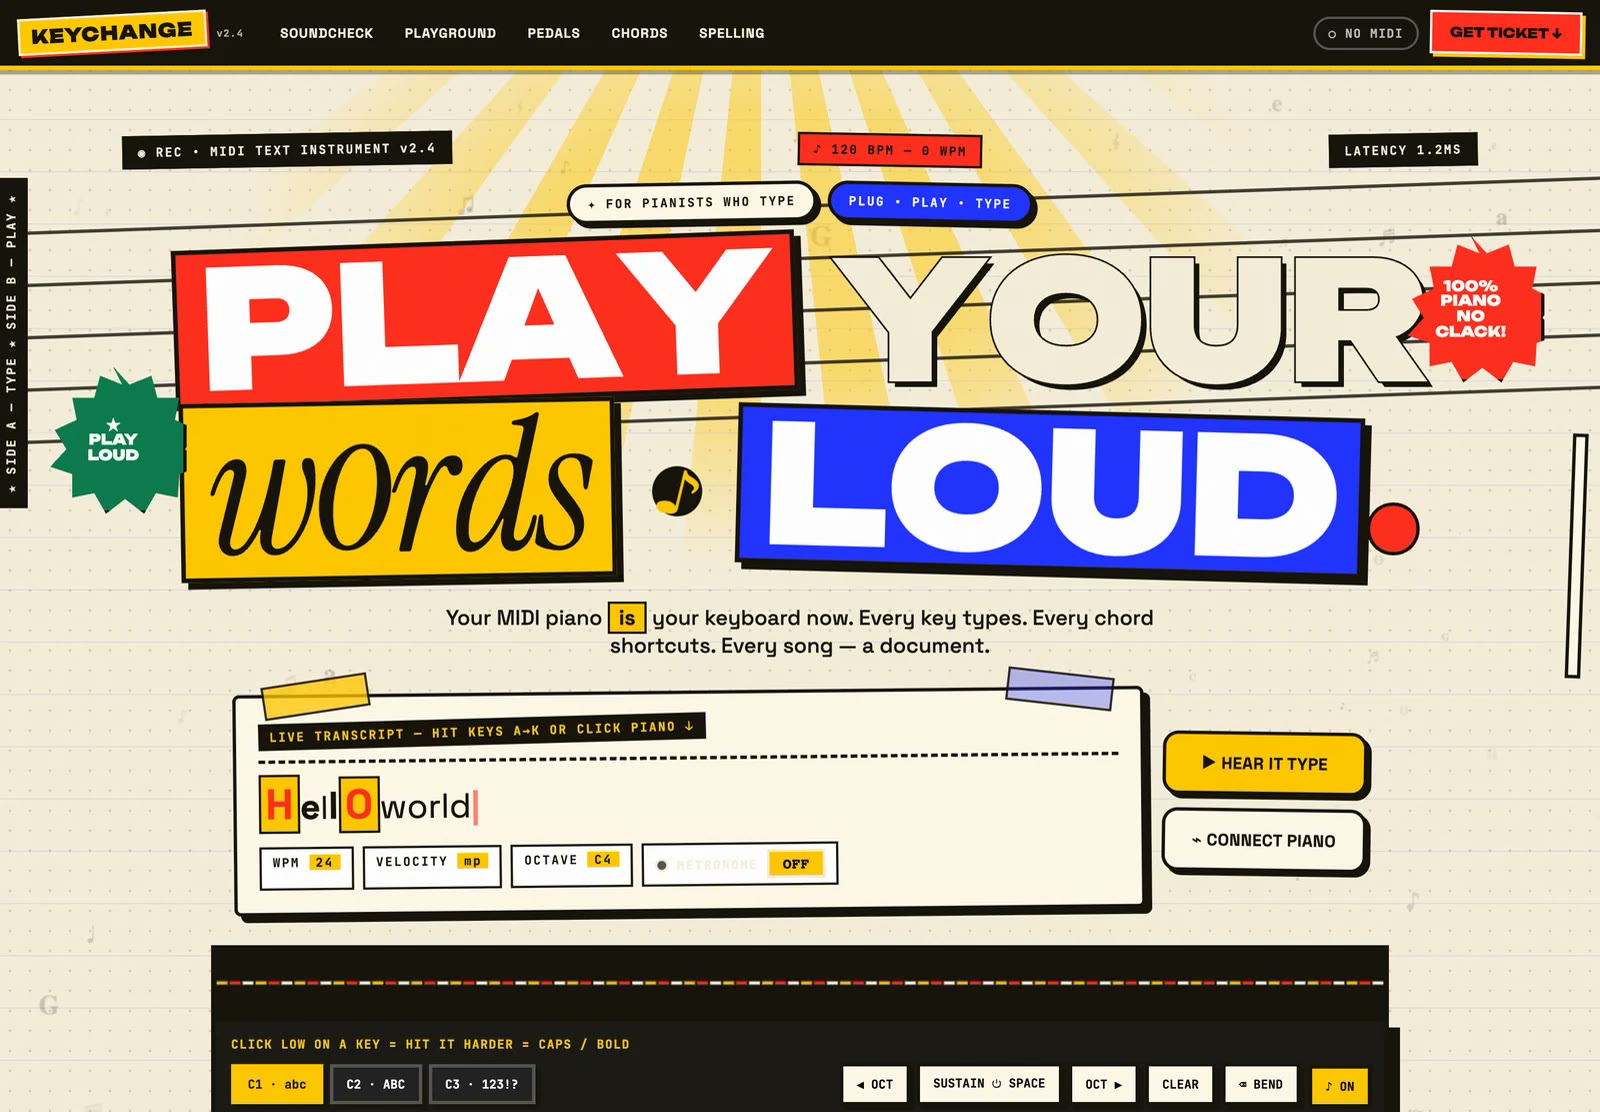 KEYCHANGE v2.4 SOUNDCHECK PLAYGROUND PEDALS CHORDS SPELLING ○ NO MIDI GET TICKET ↓
◉ REC • MIDI TEXT INSTRUMENT v2.4
♪ 120 BPM — 0 WPM
LATENCY 1.2MS
✦ FOR PIANISTS WHO TYPE
PLUG • PLAY • TYPE
★ SIDE A — TYPE ★ SIDE B — PLAY ★
PLAY YOUR
100%
PIANO
NO
CLACK!
★
PLAY
LOUD
words ♪ LOUD
Your MIDI piano is your keyboard now. Every key types. Every chord
shortcuts. Every song — a document.
LIVE TRANSCRIPT — HIT KEYS A→K OR CLICK PIANO ↓
HellO world
WPM 24 VELOCITY mp OCTAVE C4 ● METRONOME OFF
▶ HEAR IT TYPE
⌁ CONNECT PIANO
CLICK LOW ON A KEY = HIT IT HARDER = CAPS / BOLD
C1 · abc C2 · ABC C3 · 123!? ◀ OCT SUSTAIN ⏻ SPACE OCT ▶ CLEAR ⌫ BEND ♪ ON